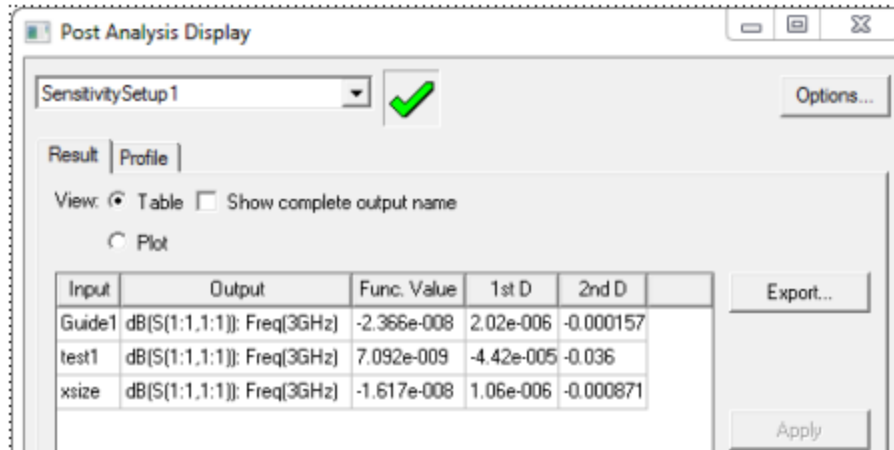 Post Analysis Display
SensitivitySetup1
Options...
Result Profile
View: Table Show complete output name
Plot
Input Output Func. Value 1st D 2nd D
Guide1 dB(S(1:1,1:1)): Freq(3GHz) -2.366e-008 2.02e-006 -0.000157
test1 dB(S(1:1,1:1)): Freq(3GHz) 7.092e-009 -4.42e-005 -0.036
xsize dB(S(1:1,1:1)): Freq(3GHz) -1.617e-008 1.06e-006 -0.000871
Export...
Apply